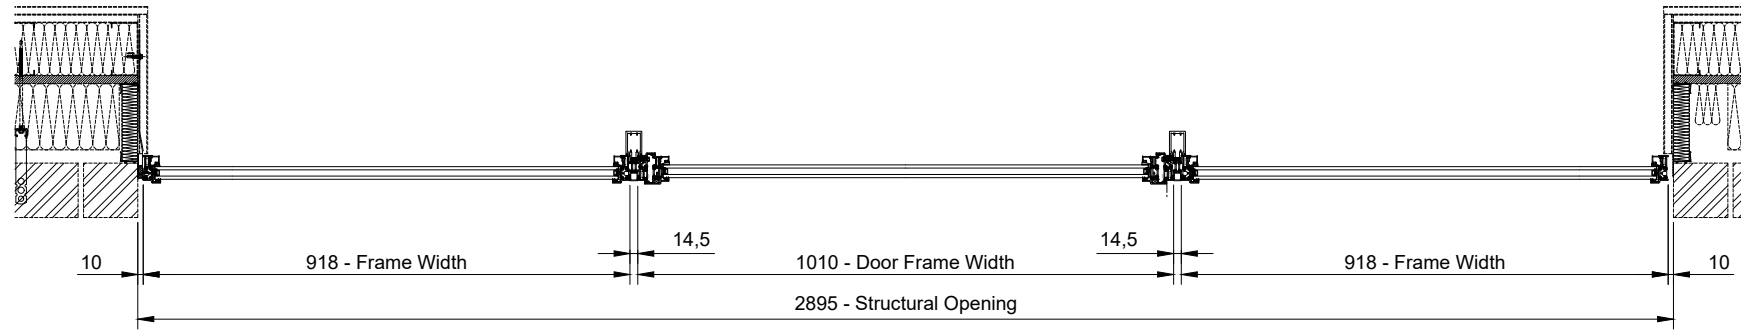 14,5
14,5
10
918 - Frame Width
1010 - Door Frame Width
918 - Frame Width
10
2895 - Structural Opening